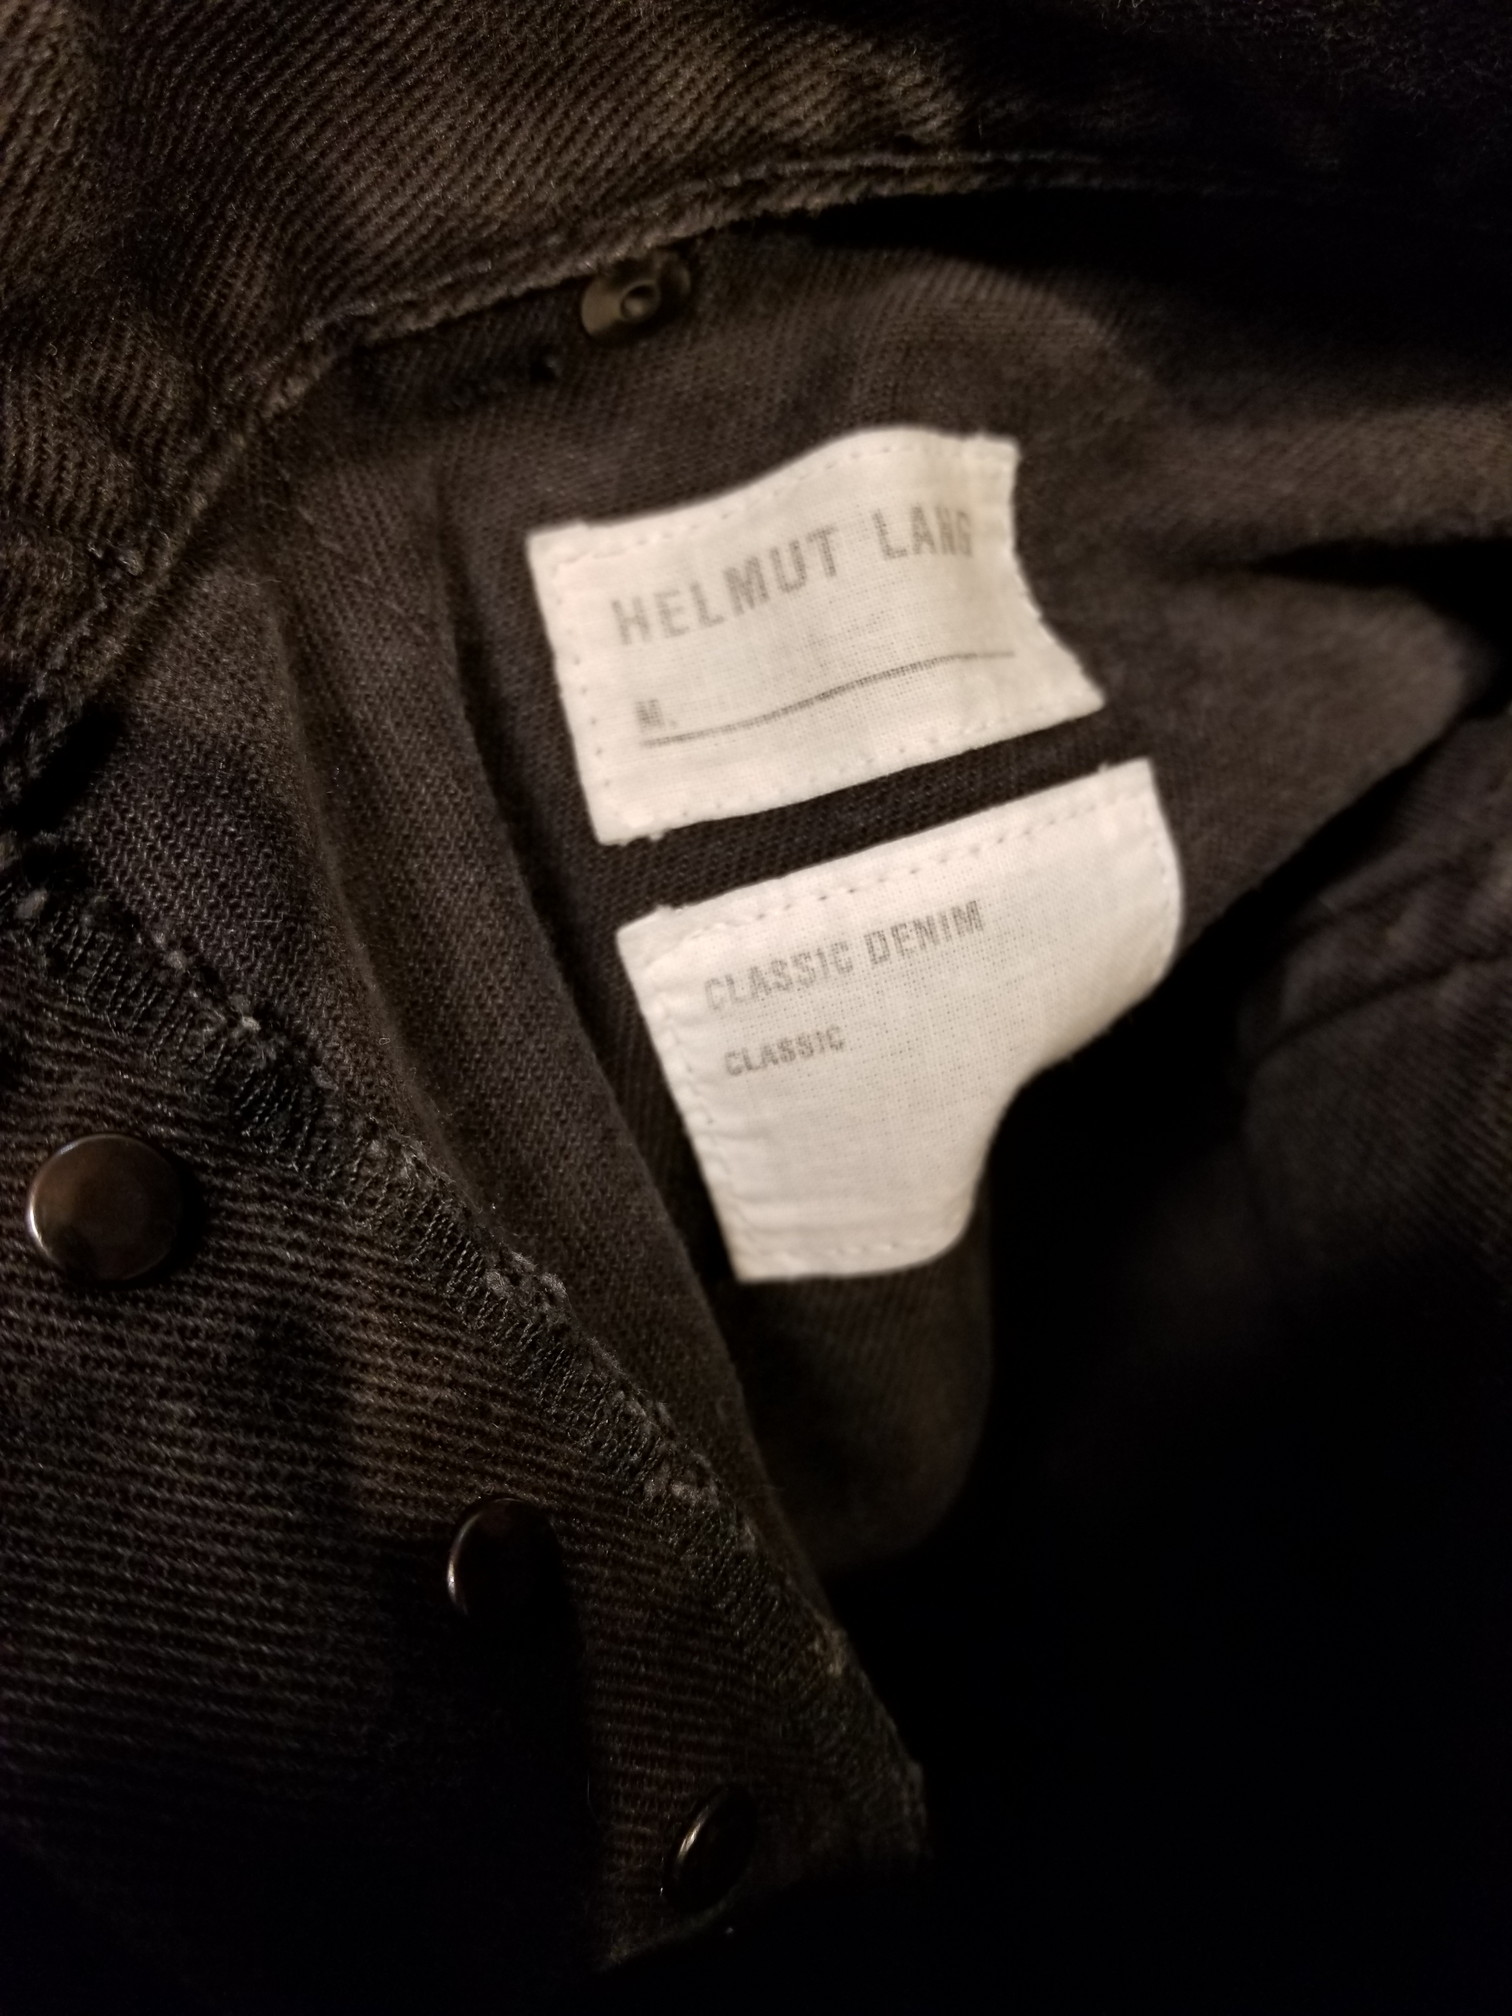 HELMUT LANG
M.
CLASSIC DENIM
CLASSIC